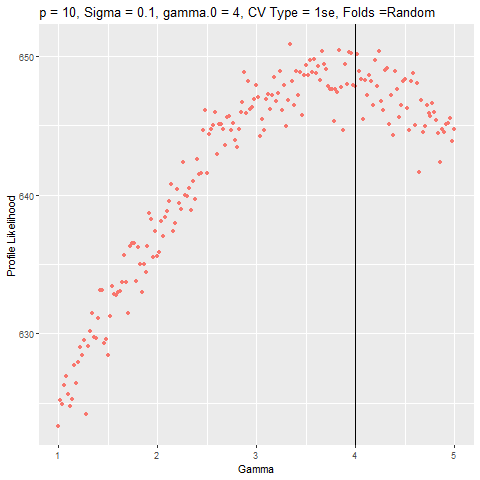 p = 10, Sigma = 0.1, gamma.0 = 4, CV Type = 1se, Folds =Random
Profile Likelihood
650
640
630
1 2 3 4 5
Gamma